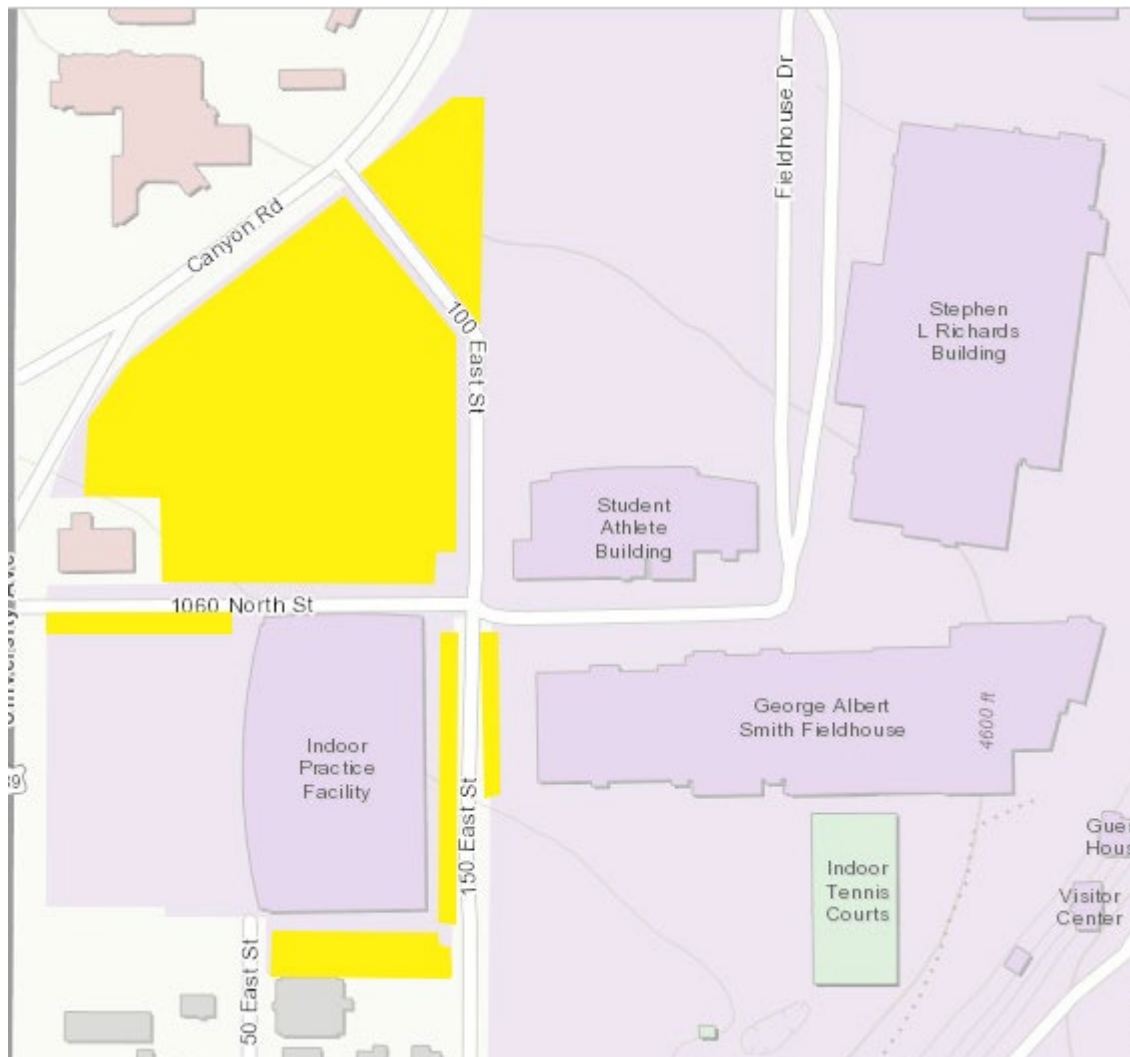 Fieldhouse Dr
Canyon Rd
Stephen
L Richards
Building
100 East St
Student
Athlete
Building
1060 North St
George Albert
Smith Fieldhouse
4600 ft
Indoor
Practice
Facility
150 East St
Indoor
Tennis
Courts
Hous
Visitor
Center
50 East St